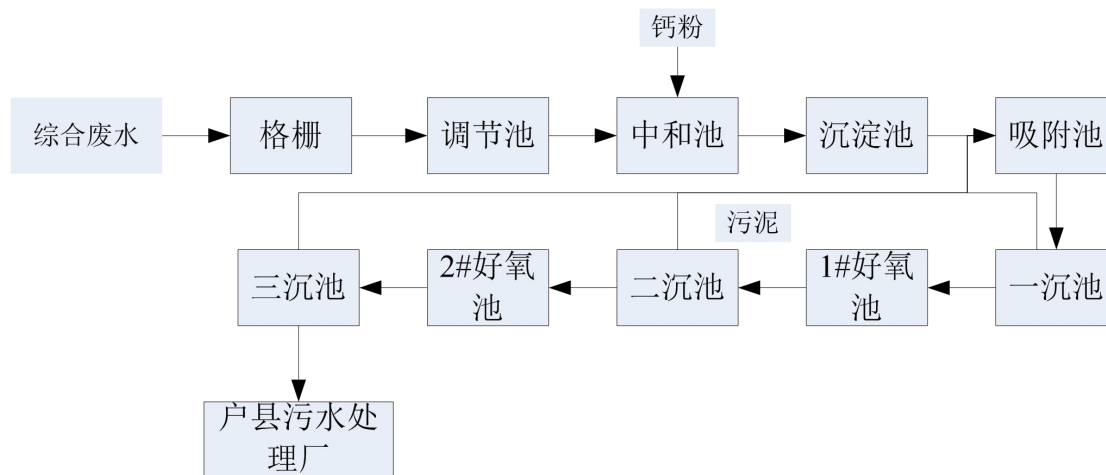 钙粉
综合废水
格栅
调节池
中和池
沉淀池
吸附池
污泥
三沉池
2#好氧
池
二沉池
1#好氧
池
一沉池
户县污水处
理厂